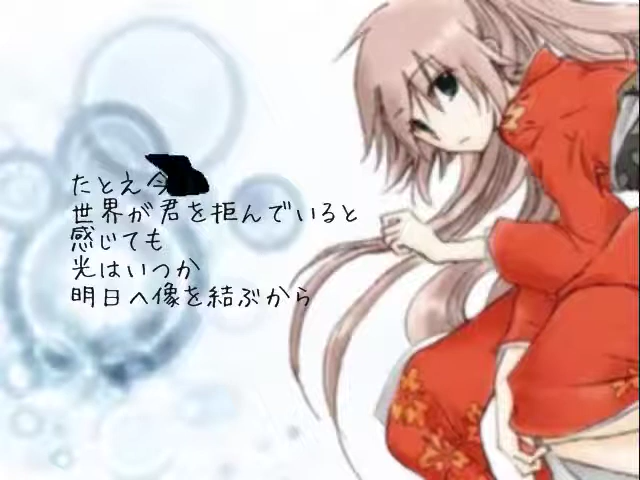 たとえ今
世界が君を拒んでいると
感じても
光はいつか
明日へ像を結ぶから